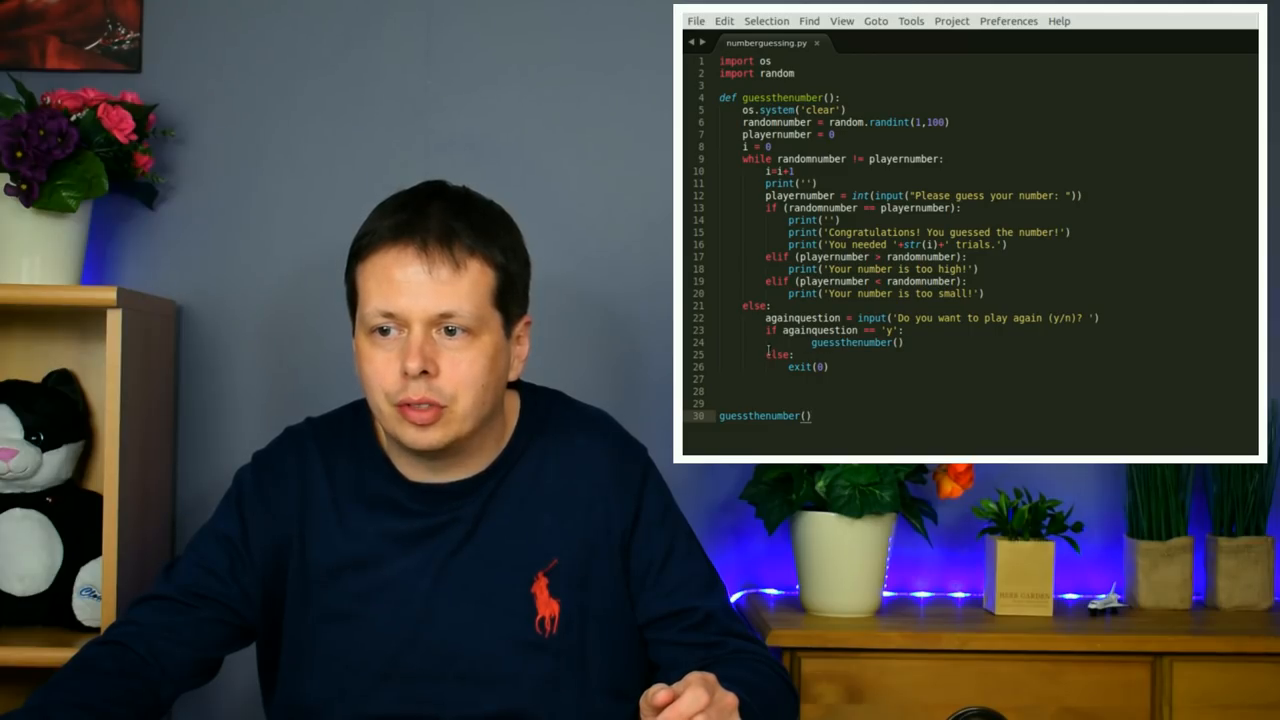 File Edit Selection Find View Goto Tools Project Preferences Help
numberguessing.py ×
1 import os
2 import random
3
4 def guessthenumber():
5 os.system('clear')
6 randomnumber = random.randint(1,100)
7 playernumber = 0
8 i = 0
9 while randomnumber != playernumber:
10 i=i+1
11 print('')
12 playernumber = int(input("Please guess your number: "))
13 if (randomnumber == playernumber):
14 print('')
15 print('Congratulations! You guessed the number!')
16 print('You needed '+str(i)+' trials.')
17 elif (playernumber > randomnumber):
18 print('Your number is too high!')
19 elif (playernumber < randomnumber):
20 print('Your number is too small!')
21 else:
22 againquestion = input('Do you want to play again (y/n)? ')
23 if againquestion == 'y':
24 guessthenumber()
25 else:
26 exit(0)
27
28
29
30 guessthenumber()
HERB GARDEN